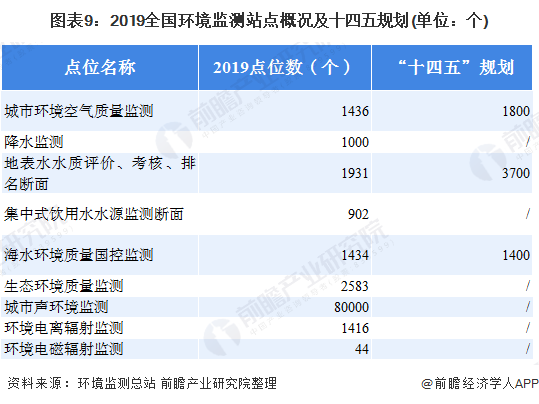 图表9：2019全国环境监测站点概况及十四五规划(单位：个)
点位名称 2019点位数（个） “十四五”规划
城市环境空气质量监测 1436 1800
降水监测 1000 /
地表水水质评价、考核、排
名断面 1931 3700
集中式饮用水水源监测断面 902 /
海水环境质量国控监测 1434 1400
生态环境质量监测 2583 /
城市声环境监测 80000 /
环境电离辐射监测 1416 /
环境电磁辐射监测 44 /
资料来源：环境监测总站 前瞻产业研究院整理
@前瞻经济学人APP
前瞻产业研究院